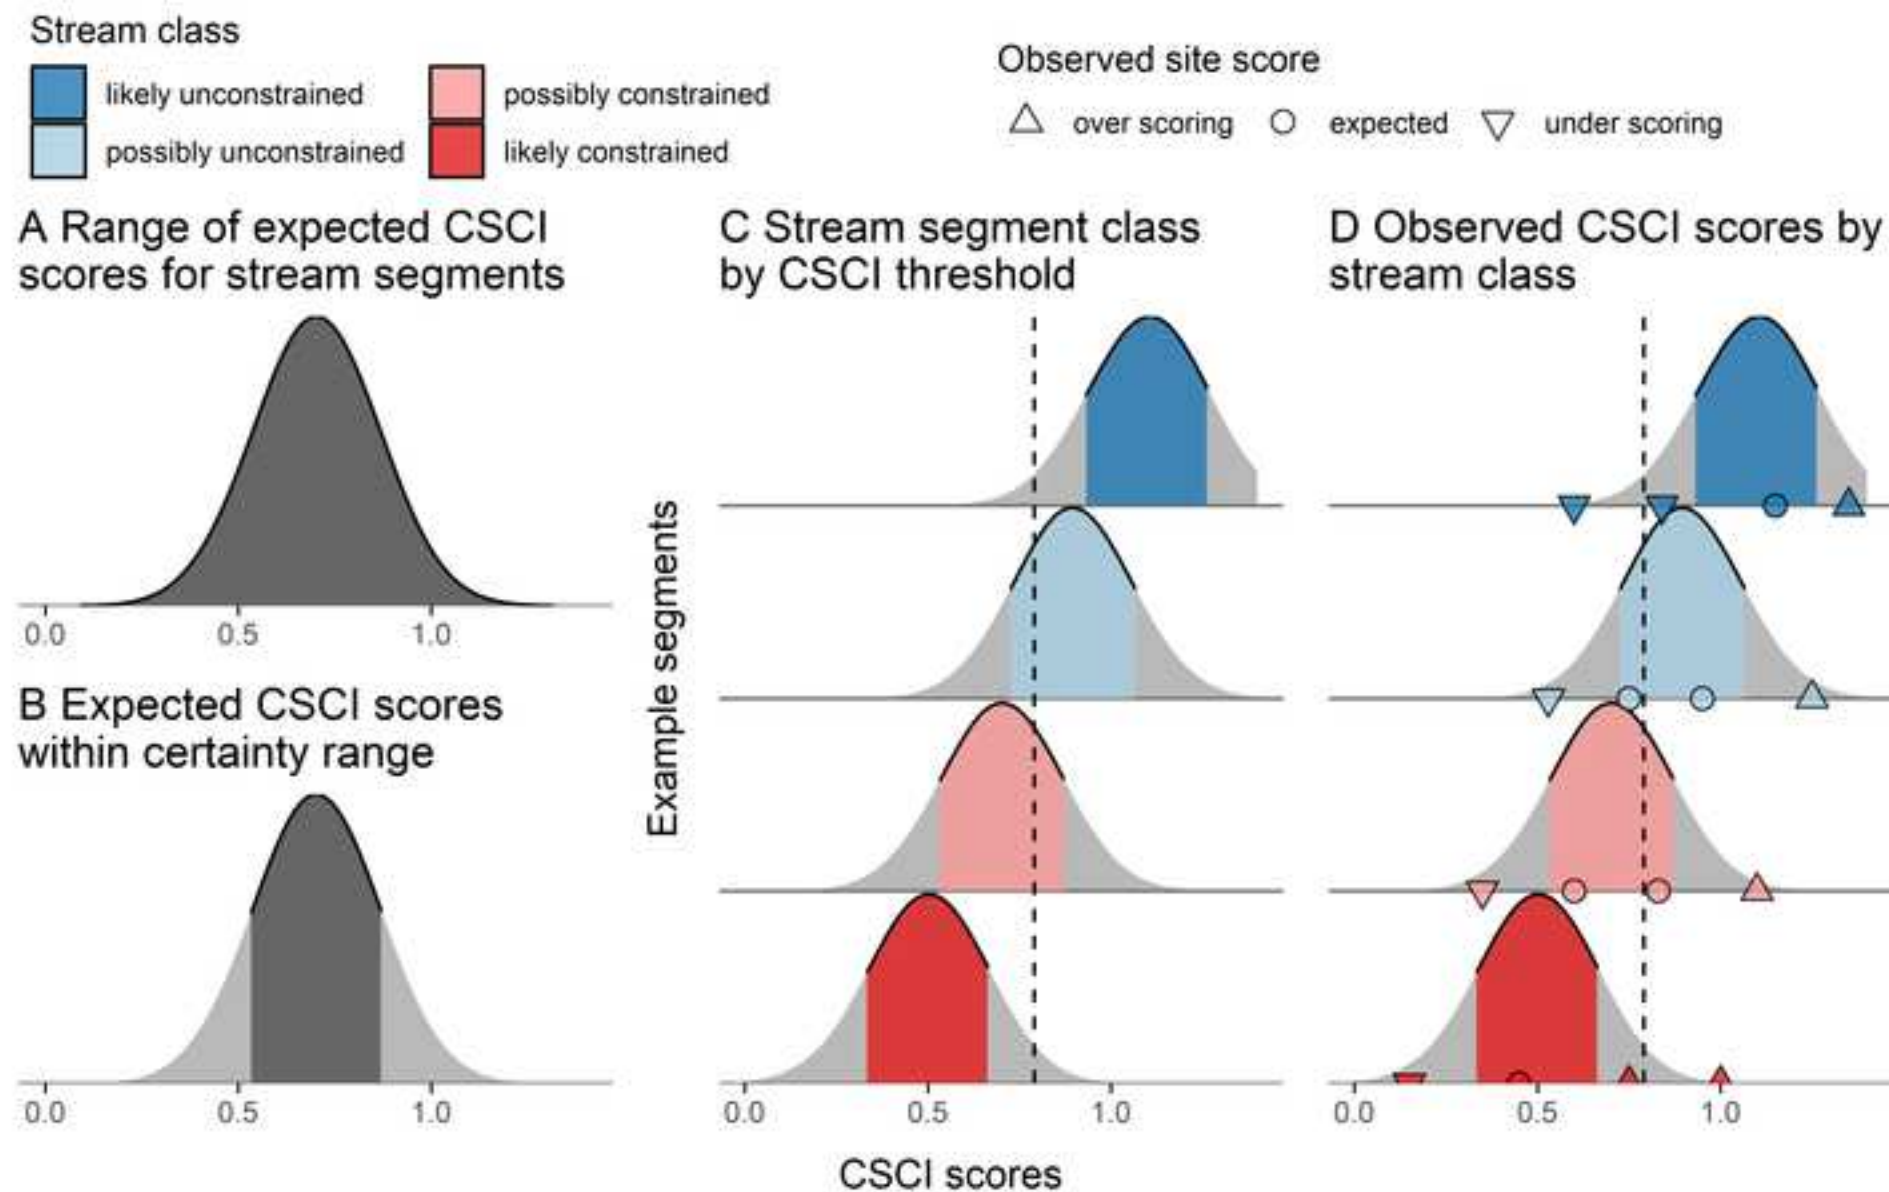 Stream class
likely unconstrained
possibly constrained
possibly unconstrained
likely constrained
Observed site score
over scoring
expected
under scoring
A Range of expected CSCI
scores for stream segments
0.0 0.5 1.0
B Expected CSCI scores
within certainty range
0.0 0.5 1.0
C Stream segment class
by CSCI threshold
Example segments
0.0 0.5 1.0
D Observed CSCI scores by
stream class
0.0 0.5 1.0
CSCI scores